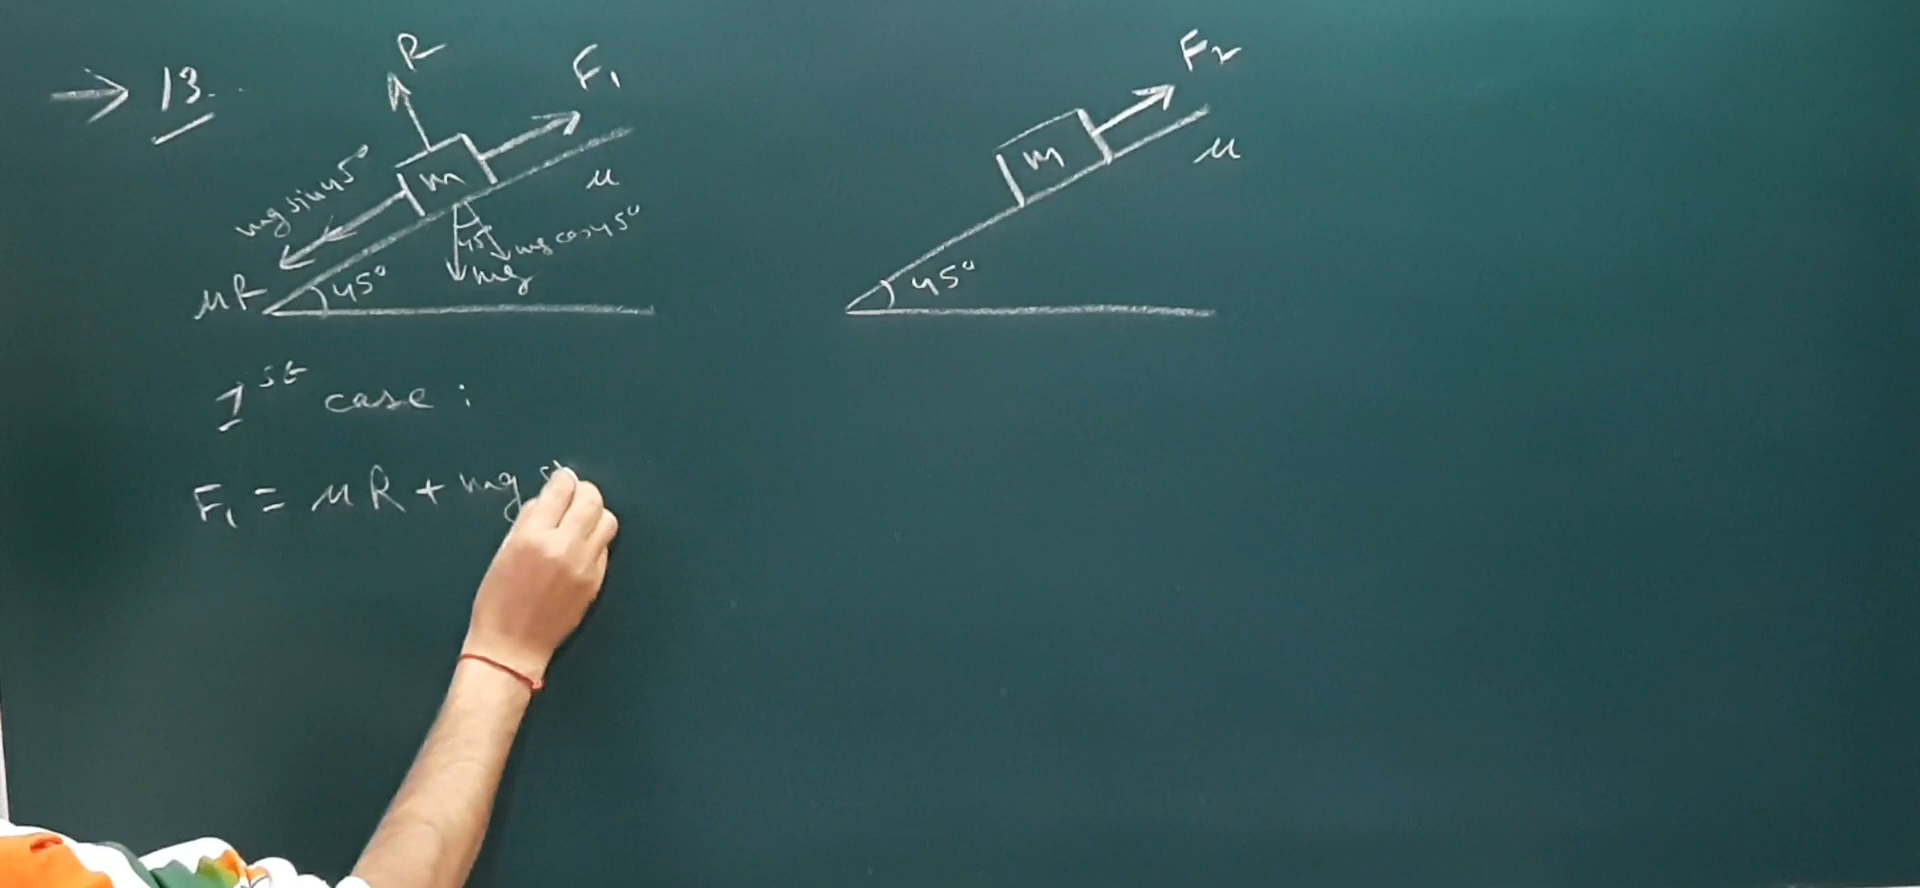 → 13.
R
F₁
mg sin45°
m
μ
45°
mg cos45°
mg
μR
45°
F₂
m
μ
45°
1st case :
F₁ = μR + mg s